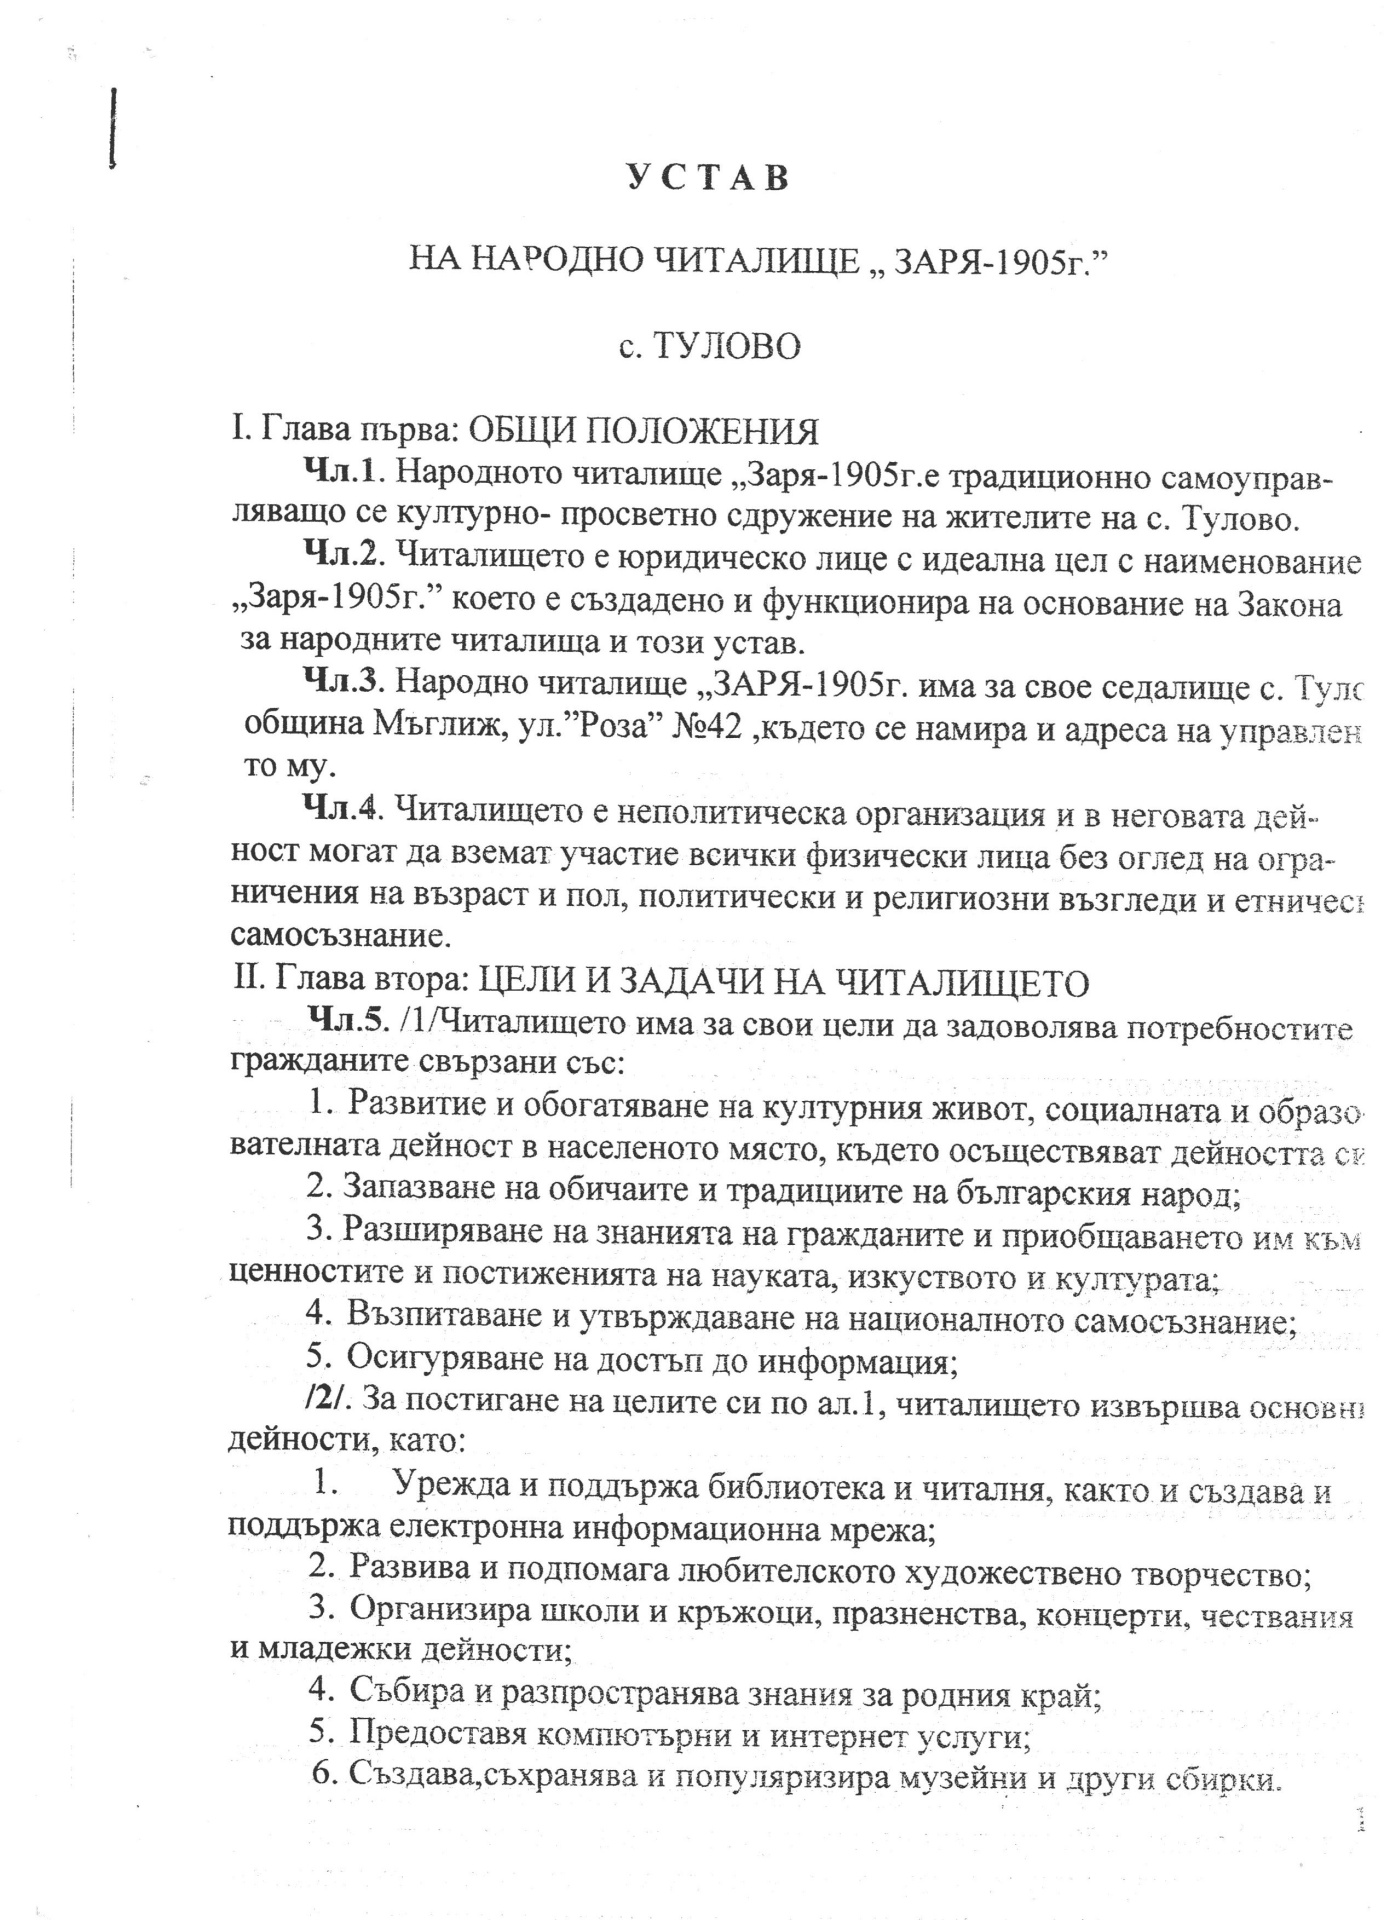 У С Т А В
НА НАРОДНО ЧИТАЛИЩЕ „ ЗАРЯ-1905г.”
с. ТУЛОВО
I. Глава първа: ОБЩИ ПОЛОЖЕНИЯ
Чл.1. Народното читалище „Заря-1905г.е традиционно самоуправ-
ляващо се културно- просветно сдружение на жителите на с. Тулово.
Чл.2. Читалището е юридическо лице с идеална цел с наименование
„Заря-1905г.” което е създадено и функционира на основание на Закона
за народните читалища и този устав.
Чл.3. Народно читалище „ЗАРЯ-1905г. има за свое седалище с.
община Мъглиж, ул.”Роза” №42 ,където се намира и адреса на управлен
то му.
Чл.4. Читалището е неполитическа организация и в неговата дей-
ност могат да вземат участие всички физически лица без оглед на огра-
ничения на възраст и пол, политически и религиозни възгледи и
самосъзнание.
II. Глава втора: ЦЕЛИ И ЗАДАЧИ НА ЧИТАЛИЩЕТО
Чл.5. /1/Читалището има за свои цели да задоволява потребностите
гражданите свързани със:
1. Развитие и обогатяване на културния живот, социалната и образо
вателната дейност в населеното място, където осъществяват дейността
2. Запазване на обичаите и традициите на българския народ;
3. Разширяване на знанията на гражданите и приобщаването им към
ценностите и постиженията на науката, изкуството и културата;
4. Възпитаване и утвърждаване на националното самосъзнание;
5. Осигуряване на достъп до информация;
/2/. За постигане на целите си по ал.1, читалището извършва
дейности, като:
1. Урежда и поддържа библиотека и читалня, както и създава и
поддържа електронна информационна мрежа;
2. Развива и подпомага любителското художествено творчество;
3. Организира школи и кръжоци, празненства, концерти, чествания
и младежки дейности;
4. Събира и разпространява знания за родния край;
5. Предоставя компютърни и интернет услуги;
6. Създава,съхранява и популяризира музейни и други сбирки.
1